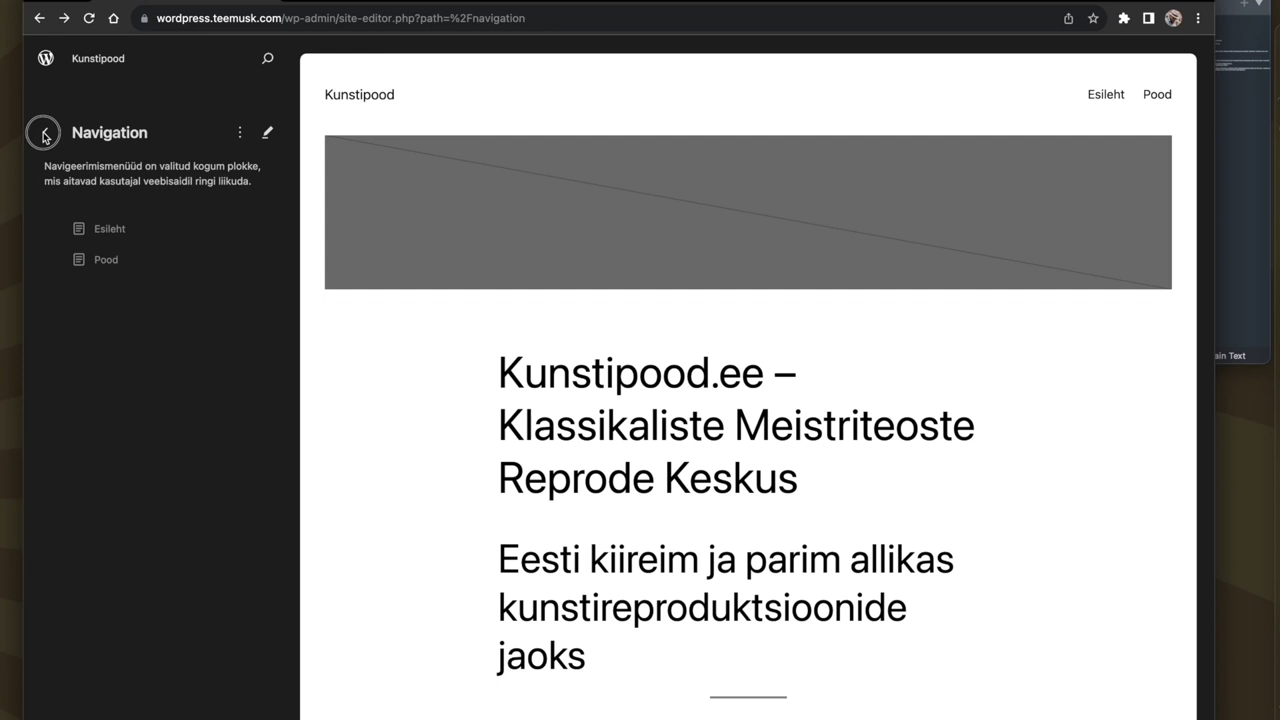 wordpress.teemusk.com/wp-admin/site-editor.php?path=%2Fnavigation
Kunstipood
Navigation
Navigeerimismenüüd on valitud kogum plokke,
mis aitavad kasutajal veebisaidil ringi liikuda.
Esileht
Pood
Kunstipood
Esileht Pood
Kunstipood.ee –
Klassikaliste Meistriteoste
Reprode Keskus
Eesti kiireim ja parim allikas
kunstireproduktsioonide
jaoks
ain Text